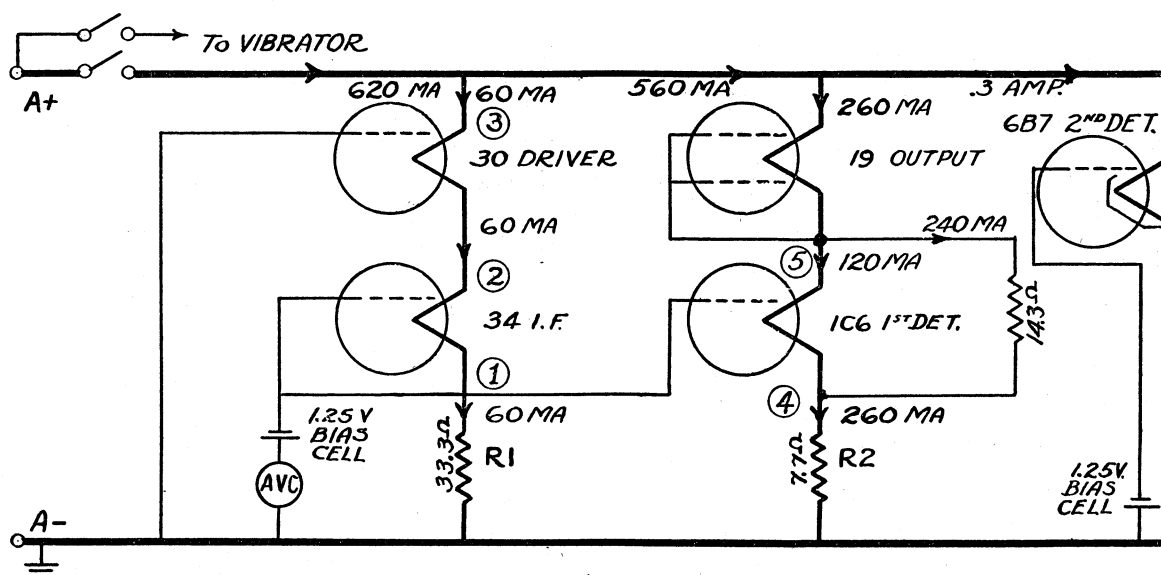 TO VIBRATOR
A+
620 MA
60 MA
560 MA
260 MA
.3 AMP.
3
30 DRIVER
19 OUTPUT
6B7 2ND DET.
60 MA
240 MA
2
5
120 MA
34 I.F.
1C6 1ST DET.
14.3Ω
1
4
60 MA
260 MA
1.25 V
BIAS
CELL
33.3Ω
R1
7.7Ω
R2
AVC
1.25V.
BIAS
CELL
A-